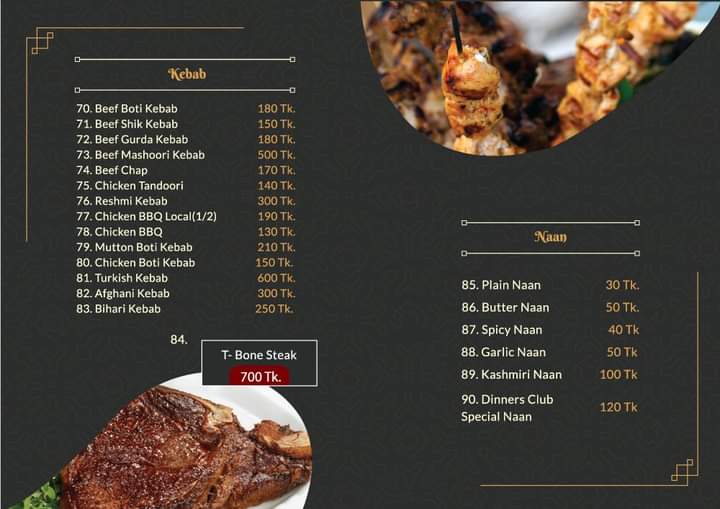 Kebab
70. Beef Boti Kebab 180 Tk.
71. Beef Shik Kebab 150 Tk.
72. Beef Gurda Kebab 180 Tk.
73. Beef Mashoori Kebab 500 Tk.
74. Beef Chap 170 Tk.
75. Chicken Tandoori 140 Tk.
76. Reshmi Kebab 300 Tk.
77. Chicken BBQ Local(1/2) 190 Tk.
78. Chicken BBQ 130 Tk.
79. Mutton Boti Kebab 210 Tk.
80. Chicken Boti Kebab 150 Tk.
81. Turkish Kebab 600 Tk.
82. Afghani Kebab 300 Tk.
83. Bihari Kebab 250 Tk.
84.
T- Bone Steak
700 Tk.
Naan
85. Plain Naan 30 Tk.
86. Butter Naan 50 Tk.
87. Spicy Naan 40 Tk
88. Garlic Naan 50 Tk
89. Kashmiri Naan 100 Tk
90. Dinners Club
Special Naan 120 Tk